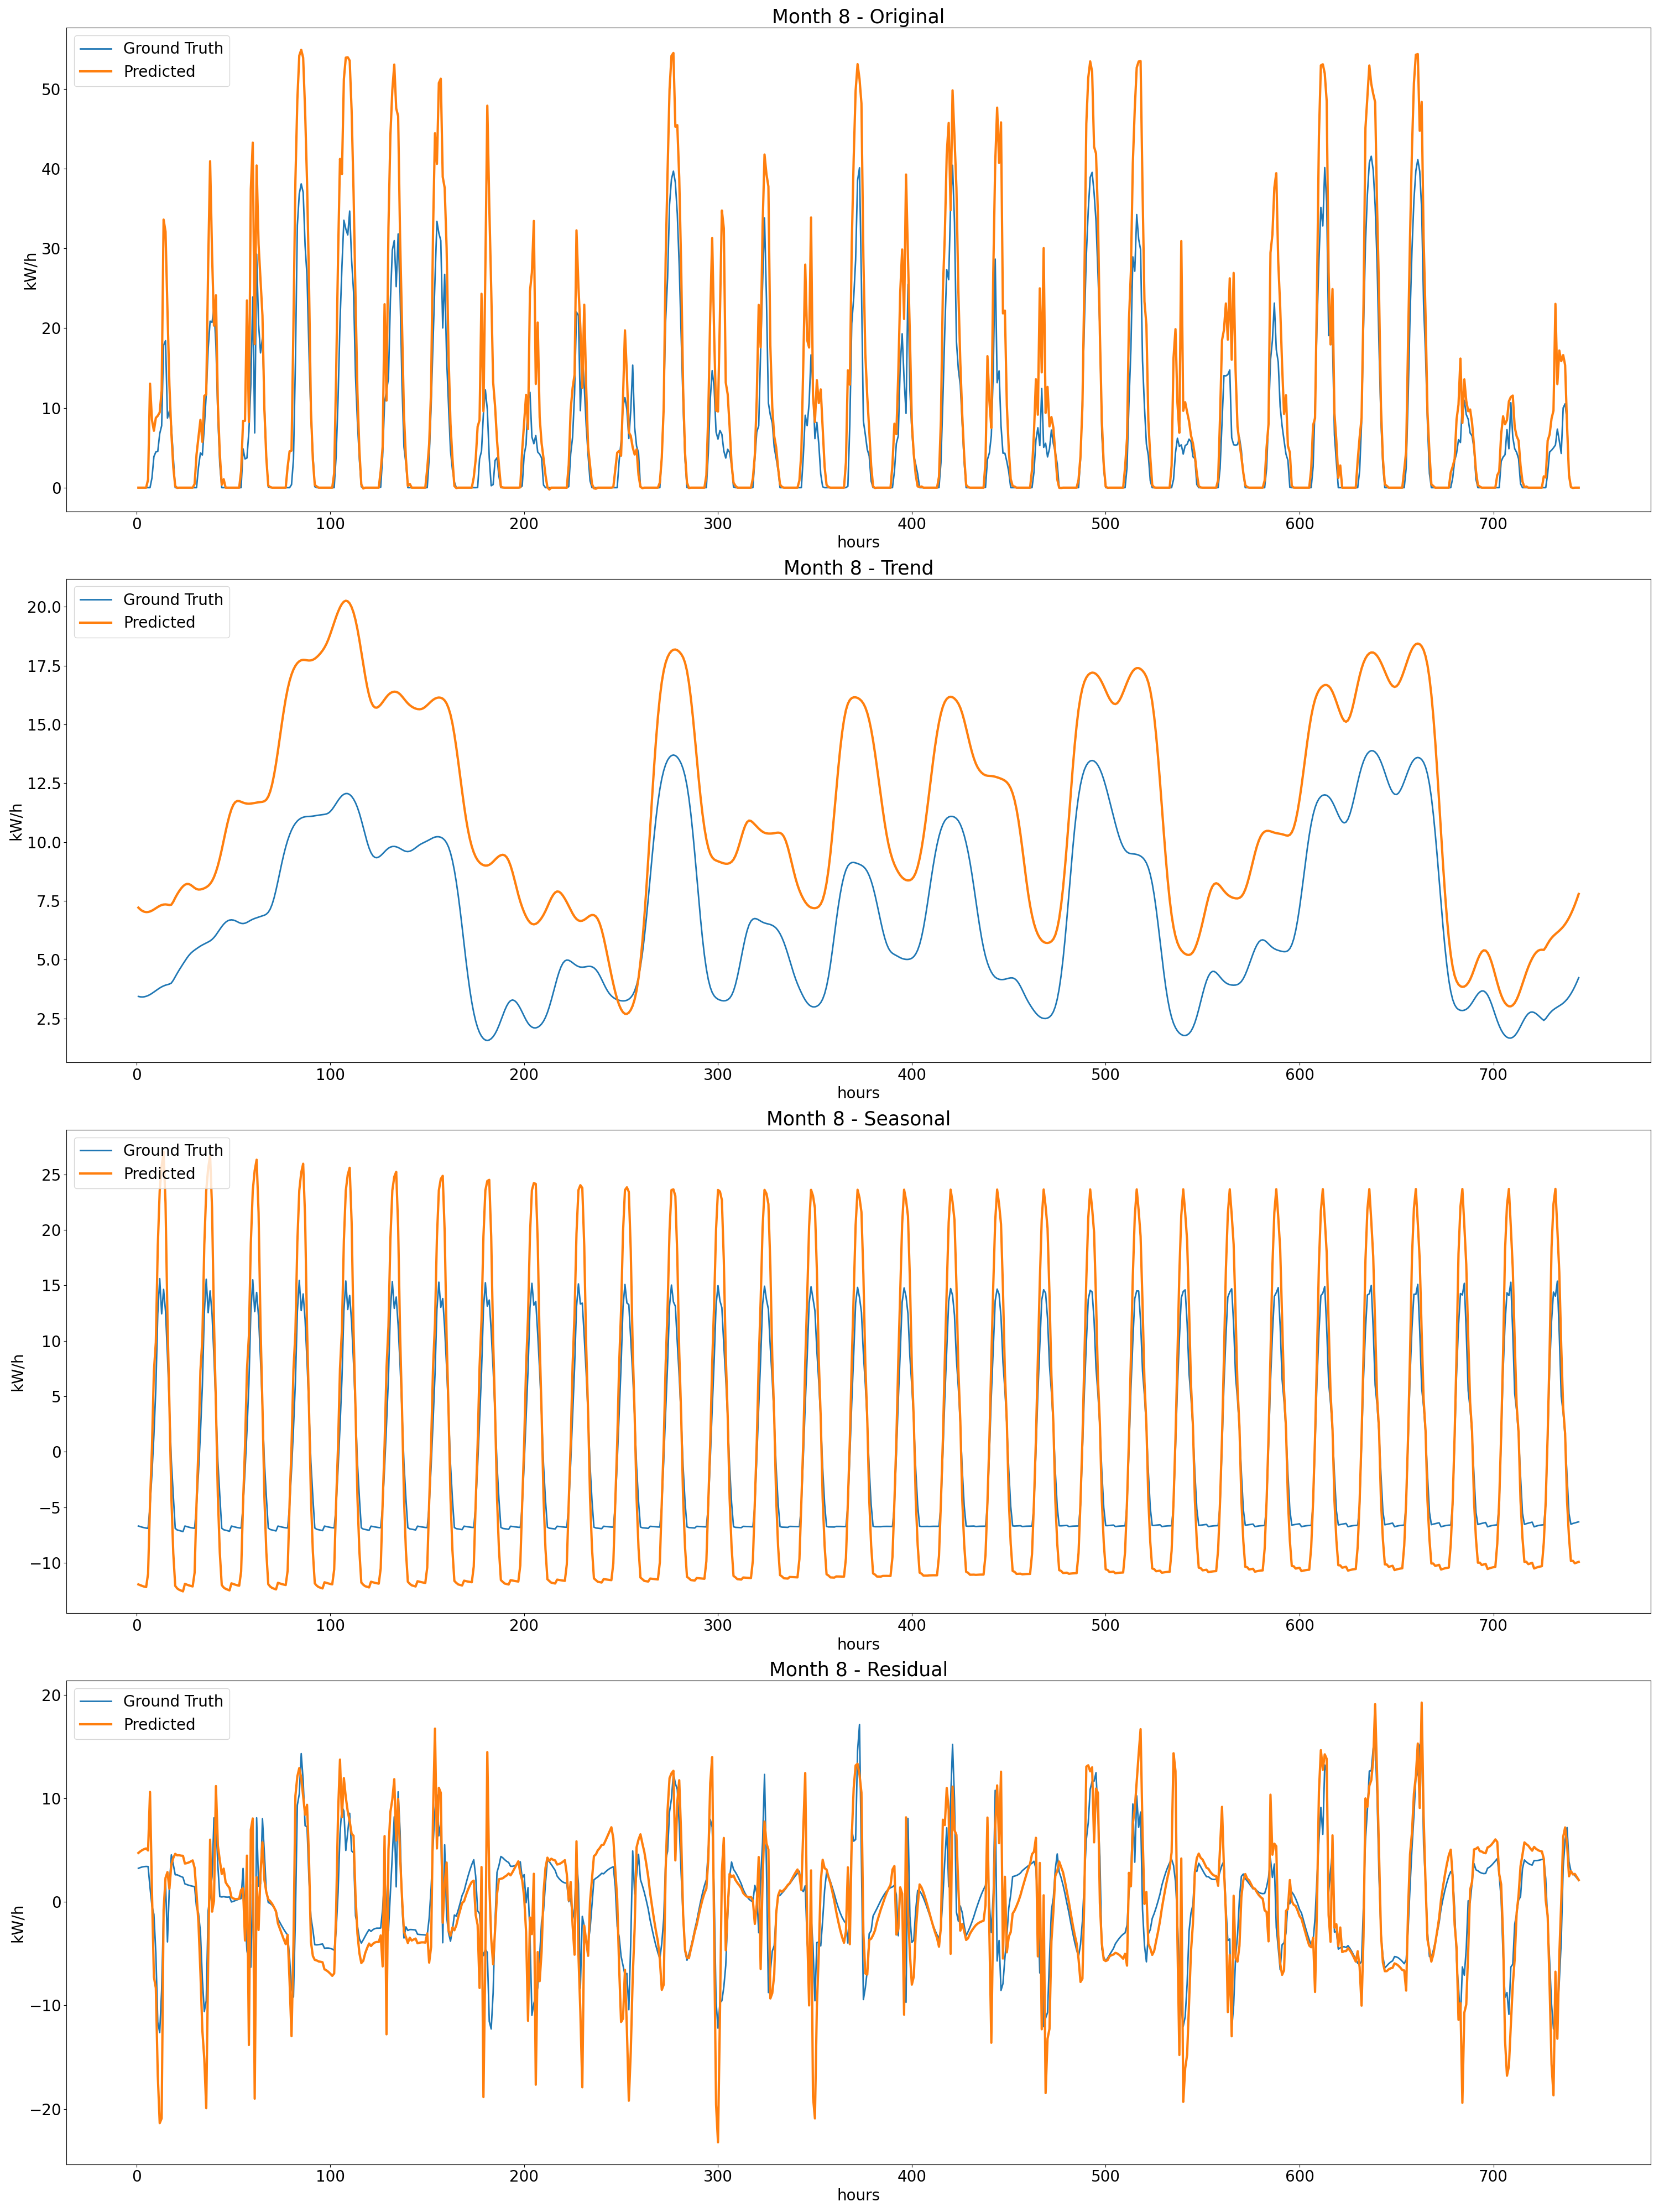 Month 8 - Original
Ground Truth
Predicted
50
40
30
20
10
0
kW/h
0 100 200 300 400 500 600 700
hours
Month 8 - Trend
Ground Truth
Predicted
20.0
17.5
15.0
12.5
10.0
7.5
5.0
2.5
kW/h
0 100 200 300 400 500 600 700
hours
Month 8 - Seasonal
Ground Truth
Predicted
25
20
15
10
5
0
−5
−10
kW/h
0 100 200 300 400 500 600 700
hours
Month 8 - Residual
Ground Truth
Predicted
20
10
0
−10
−20
kW/h
0 100 200 300 400 500 600 700
hours